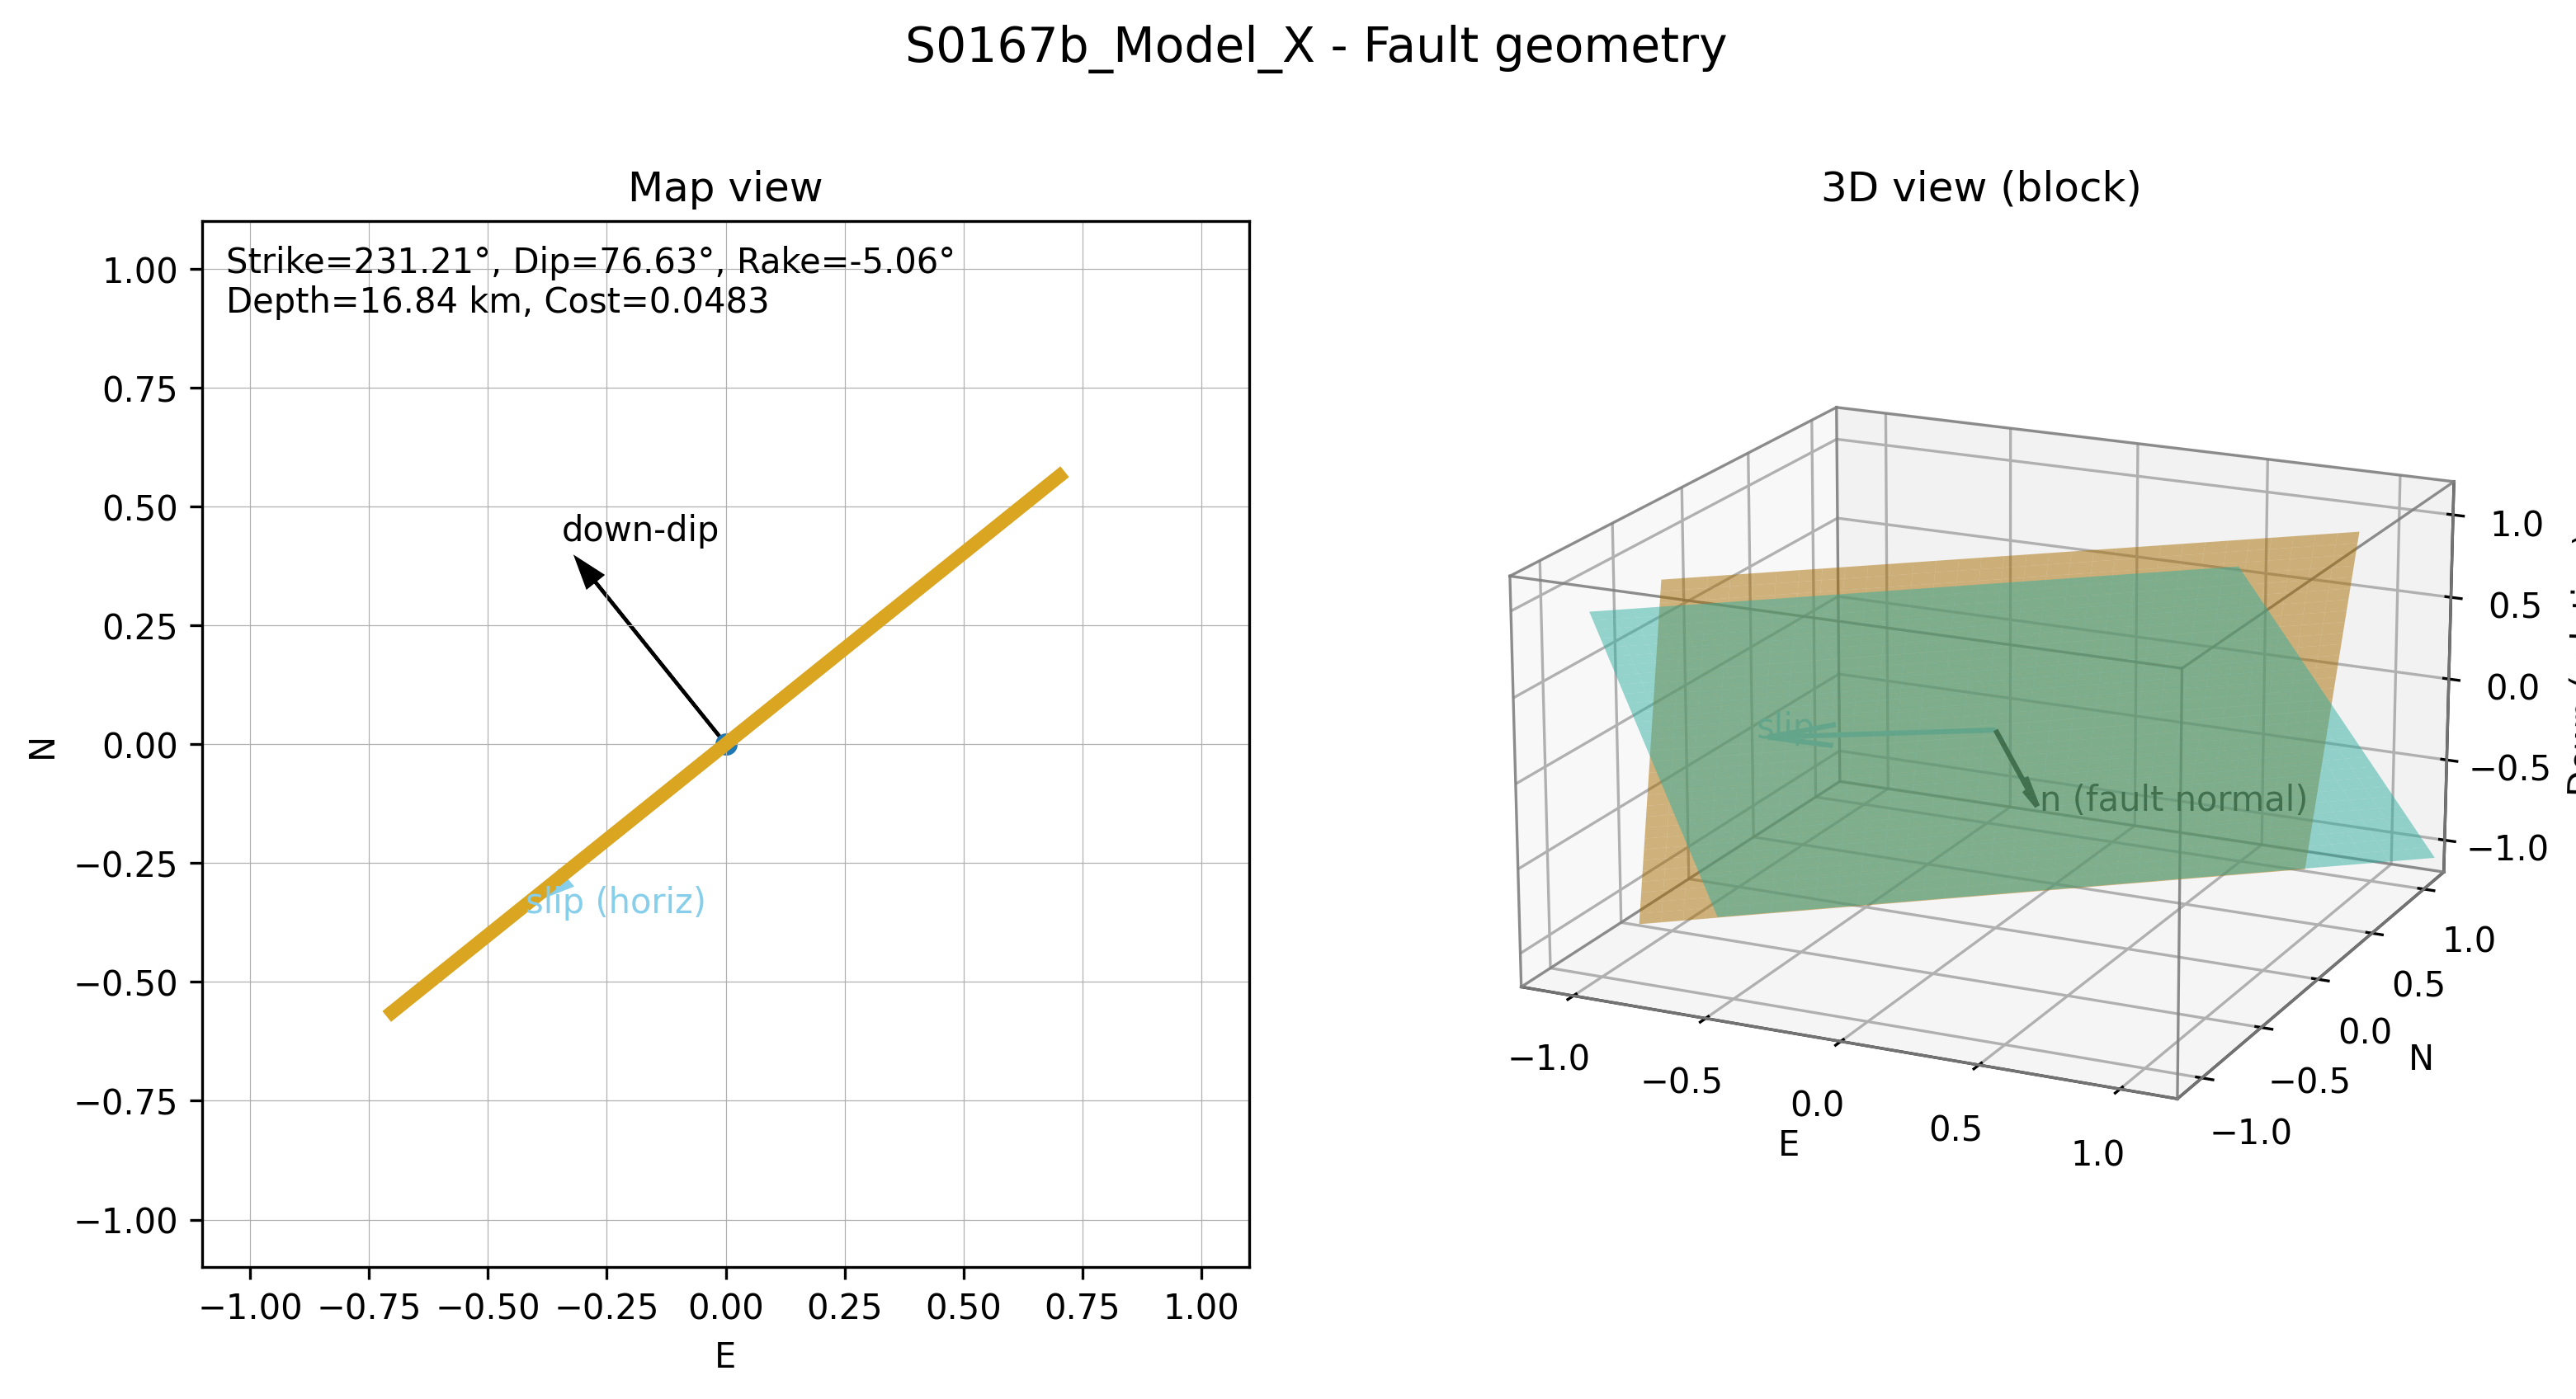 S0167b_Model_X - Fault geometry
Map view
Strike=231.21°, Dip=76.63°, Rake=-5.06°
Depth=16.84 km, Cost=0.0483
down-dip
slip (horiz)
1.00
0.75
0.50
0.25
0.00
−0.25
−0.50
−0.75
−1.00
N
−1.00 −0.75 −0.50 −0.25 0.00 0.25 0.50 0.75 1.00
E
3D view (block)
slip
n (fault normal)
1.0
0.5
0.0
−0.5
−1.0
1.0
0.5
0.0
−0.5
−1.0
N
−1.0
−0.5
0.0
0.5
1.0
E